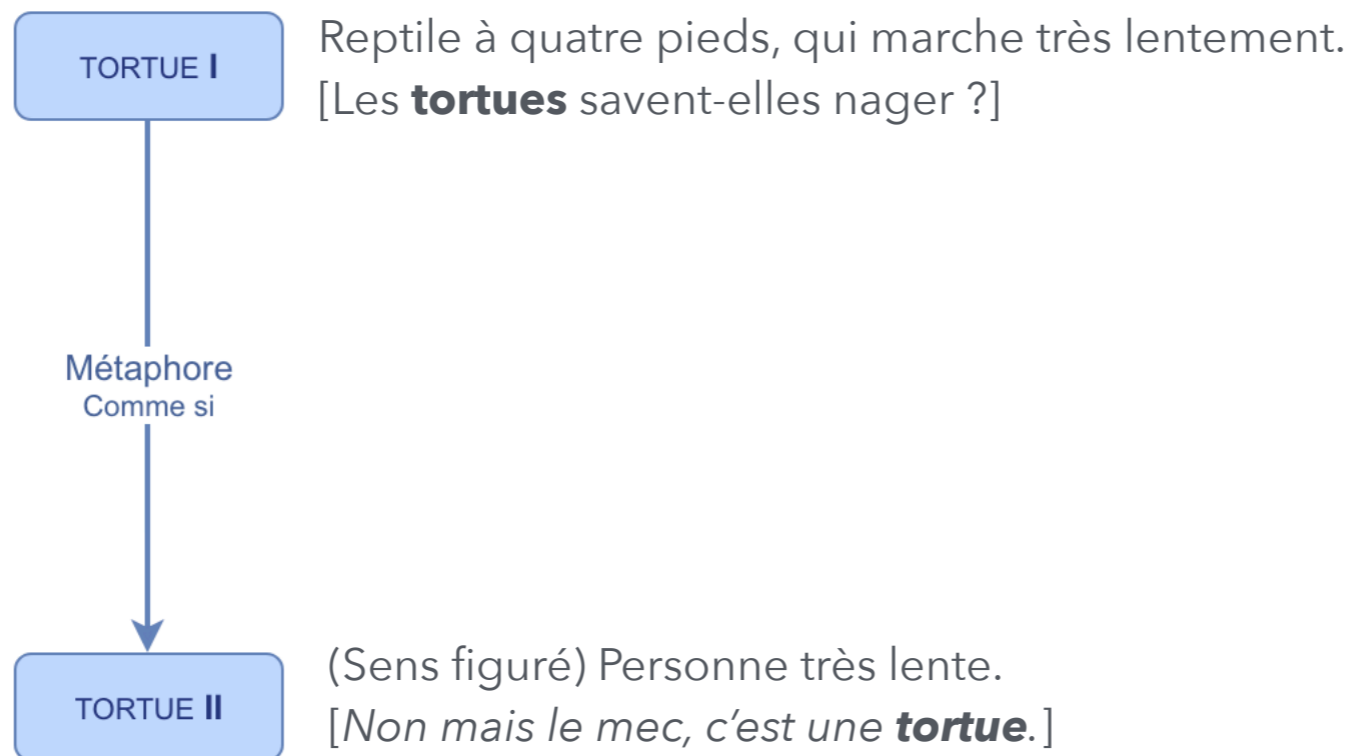 TORTUE I
Reptile à quatre pieds, qui marche très lentement.
[Les tortues savent-elles nager ?]
Métaphore
Comme si
TORTUE II
(Sens figuré) Personne très lente.
[Non mais le mec, c’est une tortue.]